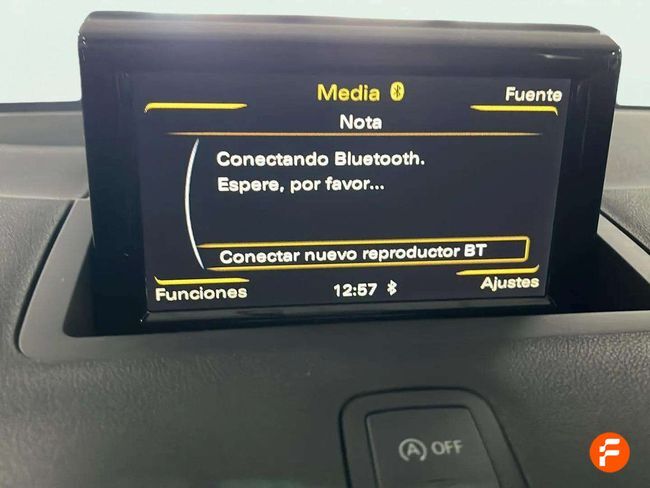 Media
Fuente
Nota
Conectando Bluetooth.
Espere, por favor...
Conectar nuevo reproductor BT
Funciones
12:57
Ajustes
A OFF